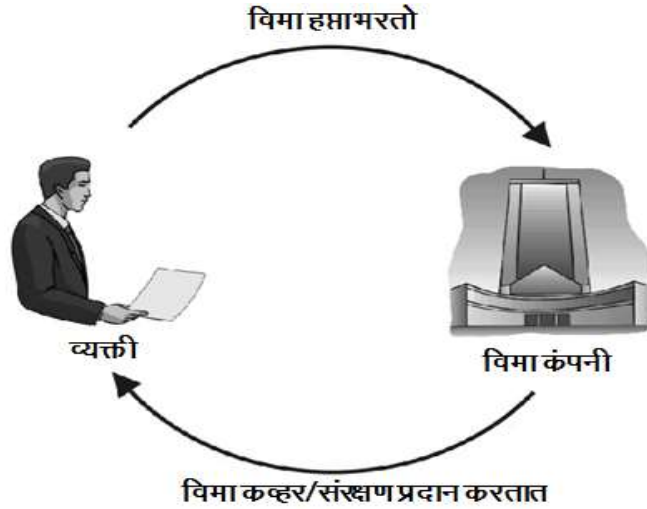 विमा हप्ता भरतो
व्यक्ती
विमा कंपनी
विमा कव्हर/संरक्षण प्रदान करतात